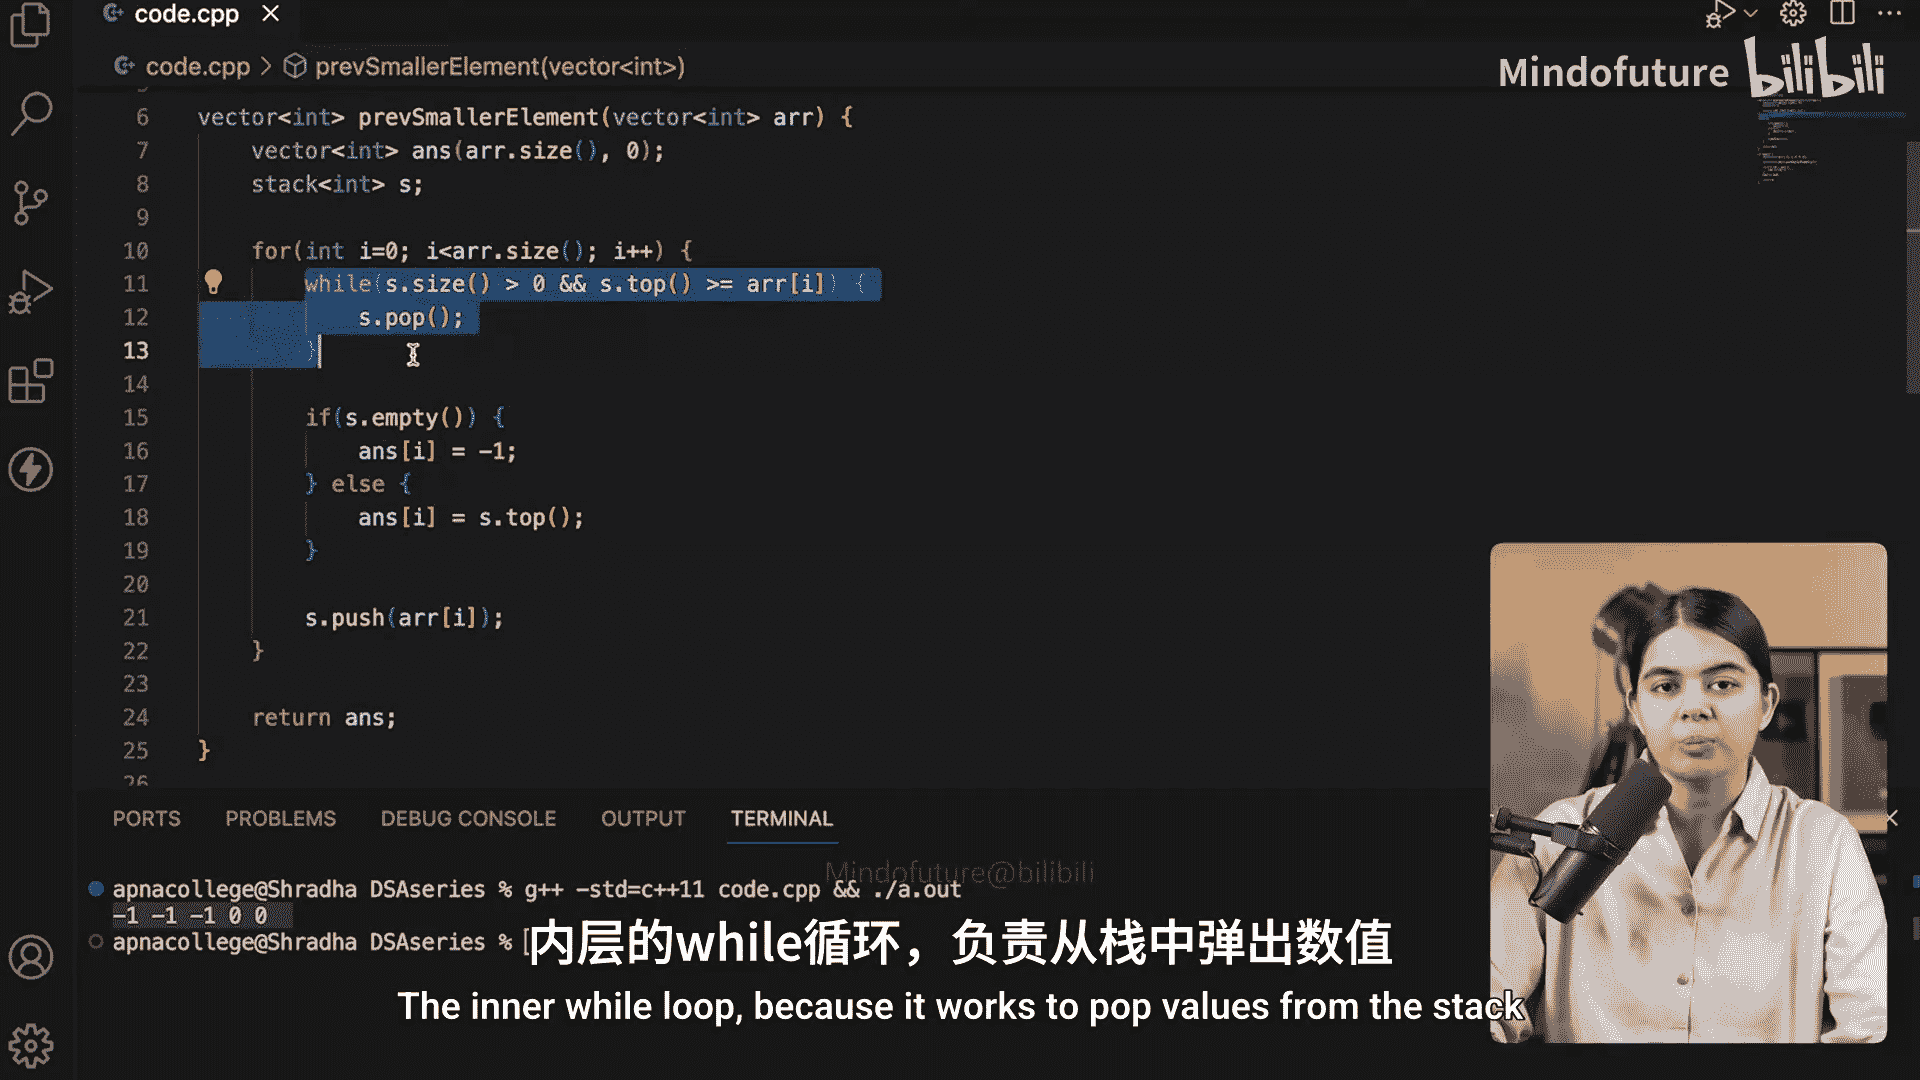 code.cpp
code.cpp > prevSmallerElement(vector<int>)
Mindofuture bilibili
6 vector<int> prevSmallerElement(vector<int> arr) {
7 vector<int> ans(arr.size(), 0);
8 stack<int> s;
9
10 for(int i=0; i<arr.size(); i++) {
11 while(s.size() > 0 && s.top() >= arr[i]) {
12 s.pop();
13 }
14
15 if(s.empty()) {
16 ans[i] = -1;
17 } else {
18 ans[i] = s.top();
19 }
20
21 s.push(arr[i]);
22 }
23
24 return ans;
25 }
26
PORTS PROBLEMS DEBUG CONSOLE OUTPUT TERMINAL
Mindofuture@bilibili
apnacollege@Shradha DSAseries % g++ -std=c++11 code.cpp && ./a.out
-1 -1 -1 0 0
apnacollege@Shradha DSAseries % [
内层的while循环，负责从栈中弹出数值
The inner while loop, because it works to pop values from the stack